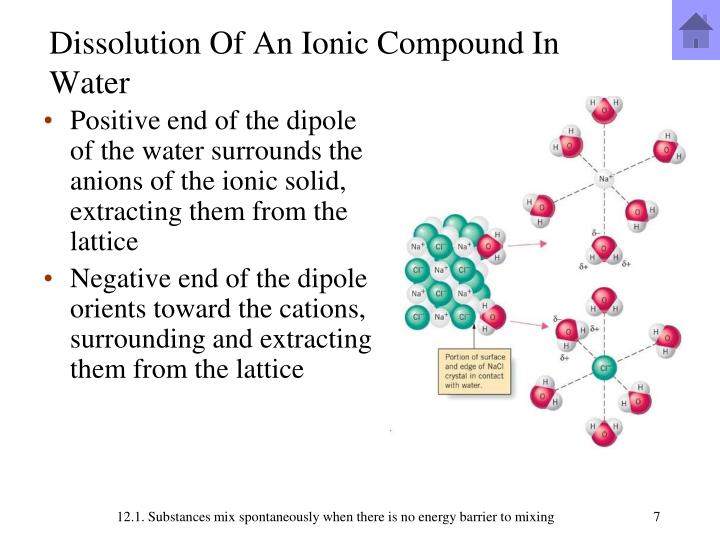 Dissolution Of An Ionic Compound In
Water
• Positive end of the dipole
of the water surrounds the
anions of the ionic solid,
extracting them from the
lattice
• Negative end of the dipole
orients toward the cations,
surrounding and extracting
them from the lattice
H H
O
H
H O
H
O H
Na⁺
H
O
H
O H
H
δ–
O
H H
δ+ δ+
H
Na⁺ Cl⁻ Na⁺ O
H
Cl⁻ Na⁺ Cl⁻
Na⁺ Cl⁻ Na⁺
H
Cl⁻ Na⁺ Cl⁻ O
H
O
H H
δ–
O H δ+
H
δ+
H
O
H
Cl⁻
H
O H
H
H O
H H
O
Portion of surface
and edge of NaCl
crystal in contact
with water.
12.1. Substances mix spontaneously when there is no energy barrier to mixing
7